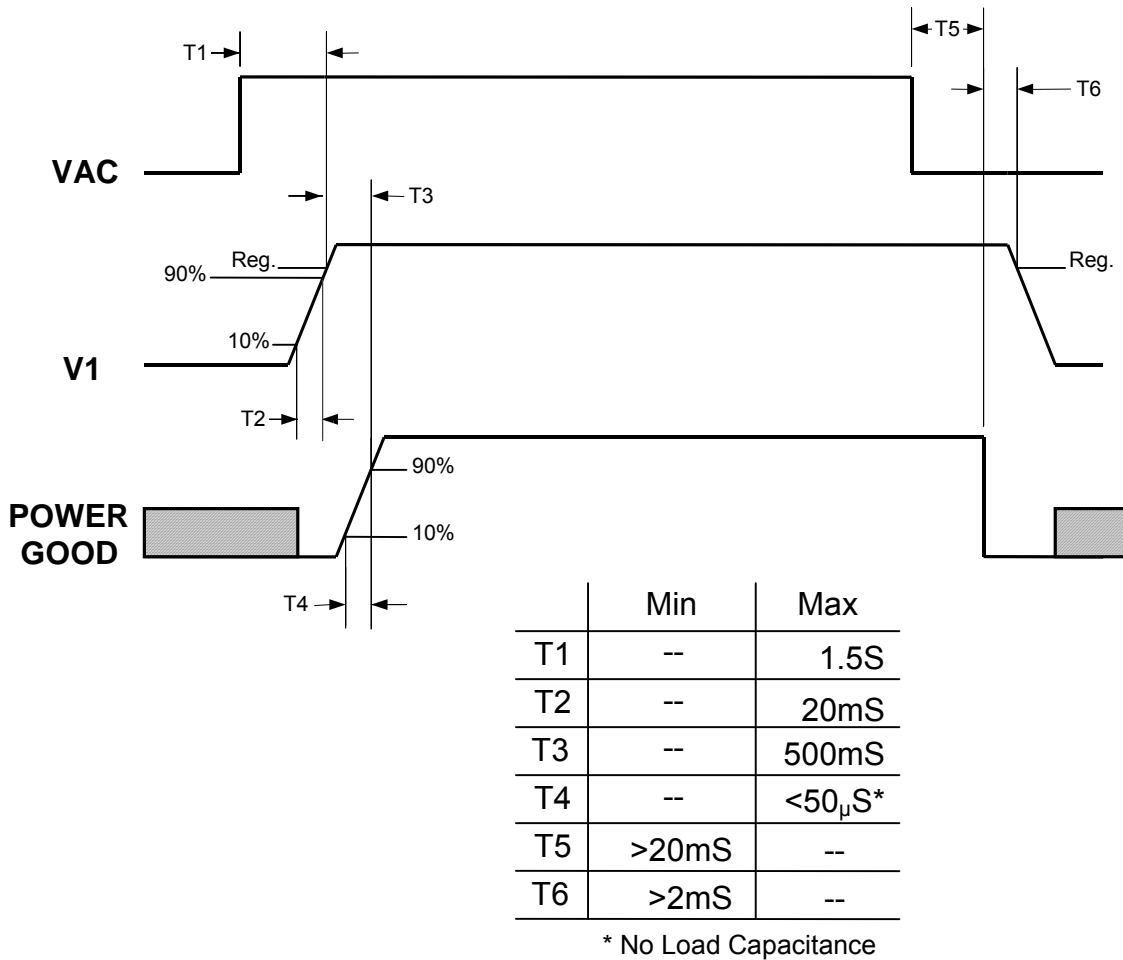 T5
T1
T6
VAC
T3
Reg.
90%
Reg.
10%
V1
T2
90%
POWER
GOOD
10%
T4
Min Max
T1 -- 1.5S
T2 -- 20mS
T3 -- 500mS
T4 -- <50µS*
T5 >20mS --
T6 >2mS --
* No Load Capacitance